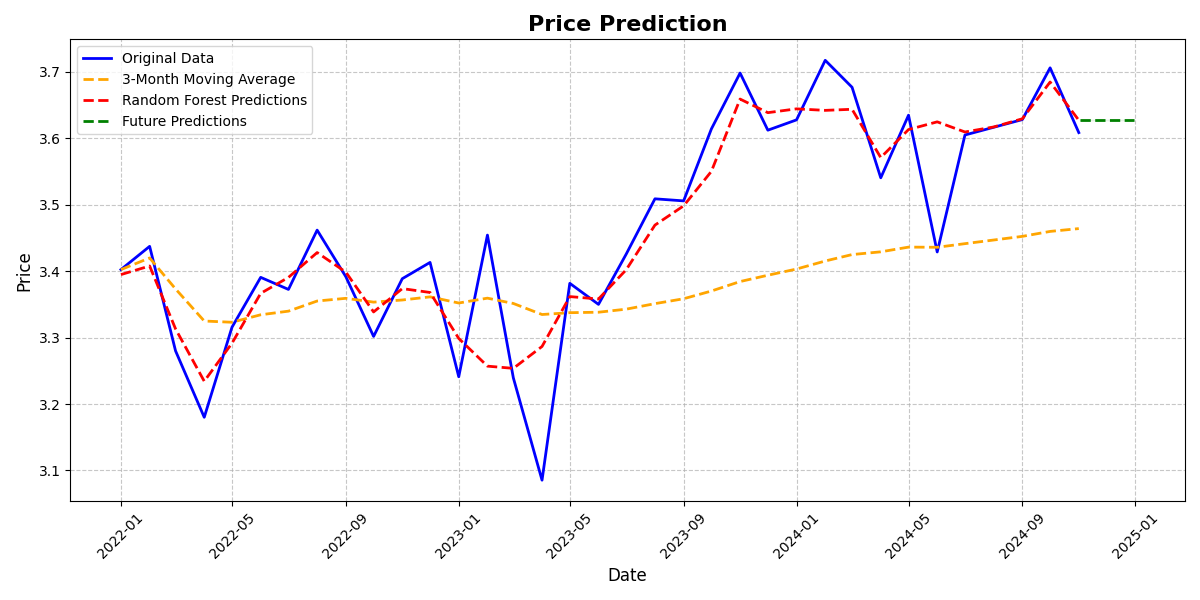 Price Prediction
Original Data
3-Month Moving Average
Random Forest Predictions
Future Predictions
Price
3.7
3.6
3.5
3.4
3.3
3.2
3.1
2022-01
2022-05
2022-09
2023-01
2023-05
2023-09
2024-01
2024-05
2024-09
2025-01
Date